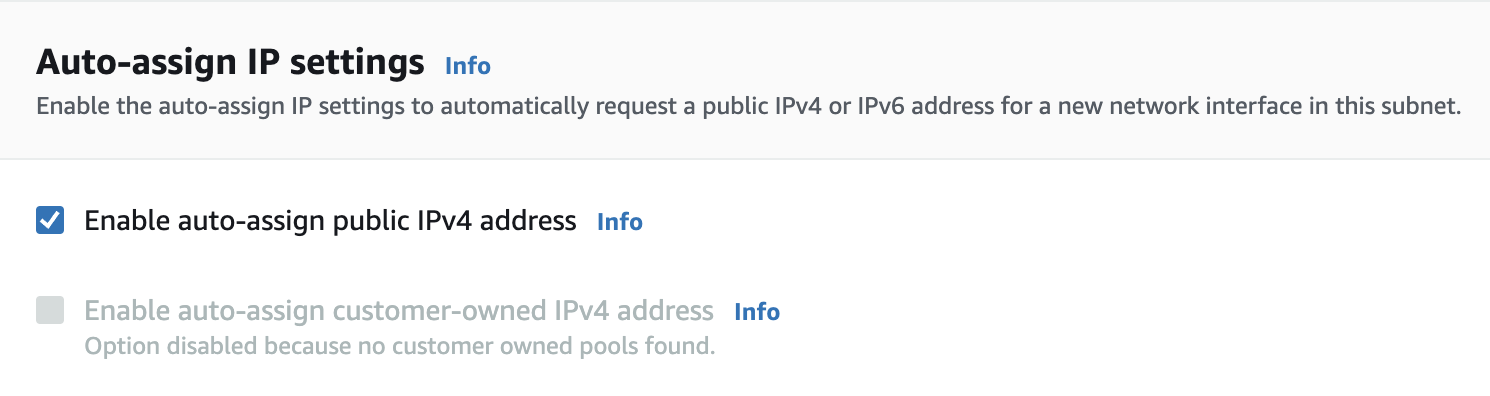 Auto-assign IP settings Info
Enable the auto-assign IP settings to automatically request a public IPv4 or IPv6 address for a new network interface in this subnet.
Enable auto-assign public IPv4 address Info
Enable auto-assign customer-owned IPv4 address Info
Option disabled because no customer owned pools found.